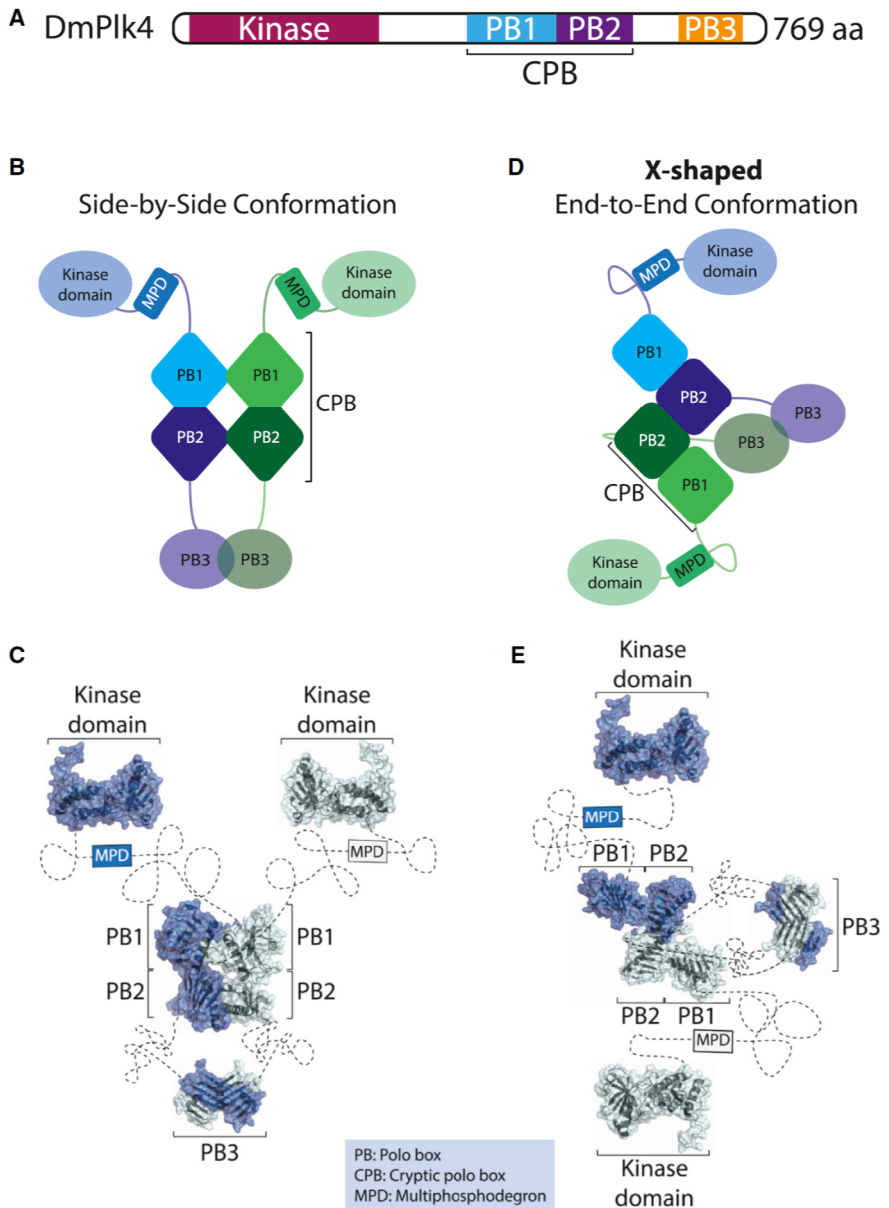 A
DmPlk4
Kinase
PB1
PB2
PB3
769 aa
CPB
B
Side-by-Side Conformation
Kinase
domain
MPD
MPD
Kinase
domain
PB1
PB1
CPB
PB2
PB2
PB3
PB3
D
X-shaped
End-to-End Conformation
MPD
Kinase
domain
PB1
PB2
PB3
PB2
PB3
CPB
PB1
Kinase
domain
MPD
C
Kinase
domain
Kinase
domain
MPD
MPD
PB1
PB1
PB2
PB2
PB3
E
Kinase
domain
MPD
PB1
PB2
PB3
PB2
PB1
MPD
Kinase
domain
PB: Polo box
CPB: Cryptic polo box
MPD: Multiphosphodegron